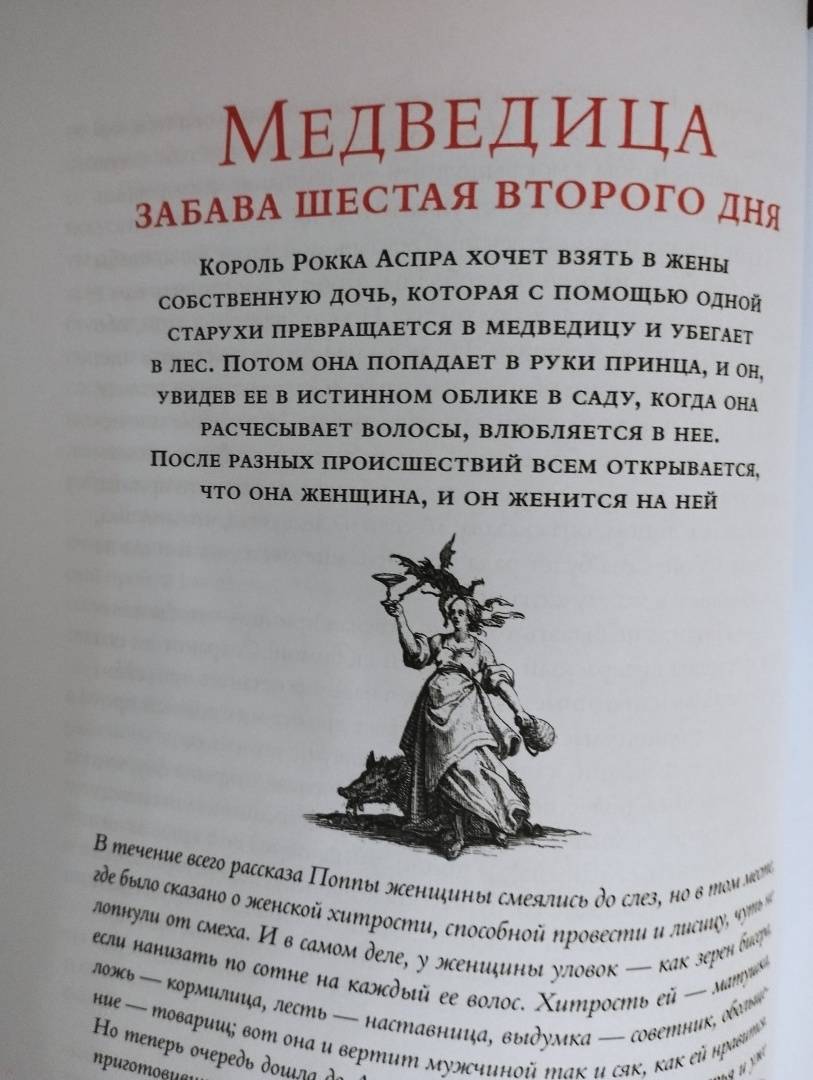 МЕДВЕДИЦА
ЗАБАВА ШЕСТАЯ ВТОРОГО ДНЯ
КОРОЛЬ РОККА АСПРА ХОЧЕТ ВЗЯТЬ В ЖЕНЫ
СОБСТВЕННУЮ ДОЧЬ, КОТОРАЯ С ПОМОЩЬЮ ОДНОЙ
СТАРУХИ ПРЕВРАЩАЕТСЯ В МЕДВЕДИЦУ И УБЕГАЕТ
В ЛЕС. ПОТОМ ОНА ПОПАДАЕТ В РУКИ ПРИНЦА, И ОН,
УВИДЕВ ЕЕ В ИСТИННОМ ОБЛИКЕ В САДУ, КОГДА ОНА
РАСЧЕСЫВАЕТ ВОЛОСЫ, ВЛЮБЛЯЕТСЯ В НЕЕ.
ПОСЛЕ РАЗНЫХ ПРОИСШЕСТВИЙ ВСЕМ ОТКРЫВАЕТСЯ,
ЧТО ОНА ЖЕНЩИНА, И ОН ЖЕНИТСЯ НА НЕЙ
В течение всего рассказа Поппы женщины смеялись до слез, но в том месте,
где было сказано о женской хитрости, способной провести и лисицу, чуть не
лопнули от смеха. И в самом деле, у женщины уловок — как зерен бисера,
если нанизать по сотне на каждый ее волос. Хитрость ей — матушка,
ложь — кормилица, лесть — наставница, выдумка — советник, обольще-
ние — товарищ; вот она и вертит мужчиной так и сяк, как ей нравится.
Но теперь очередь дошла до и уже